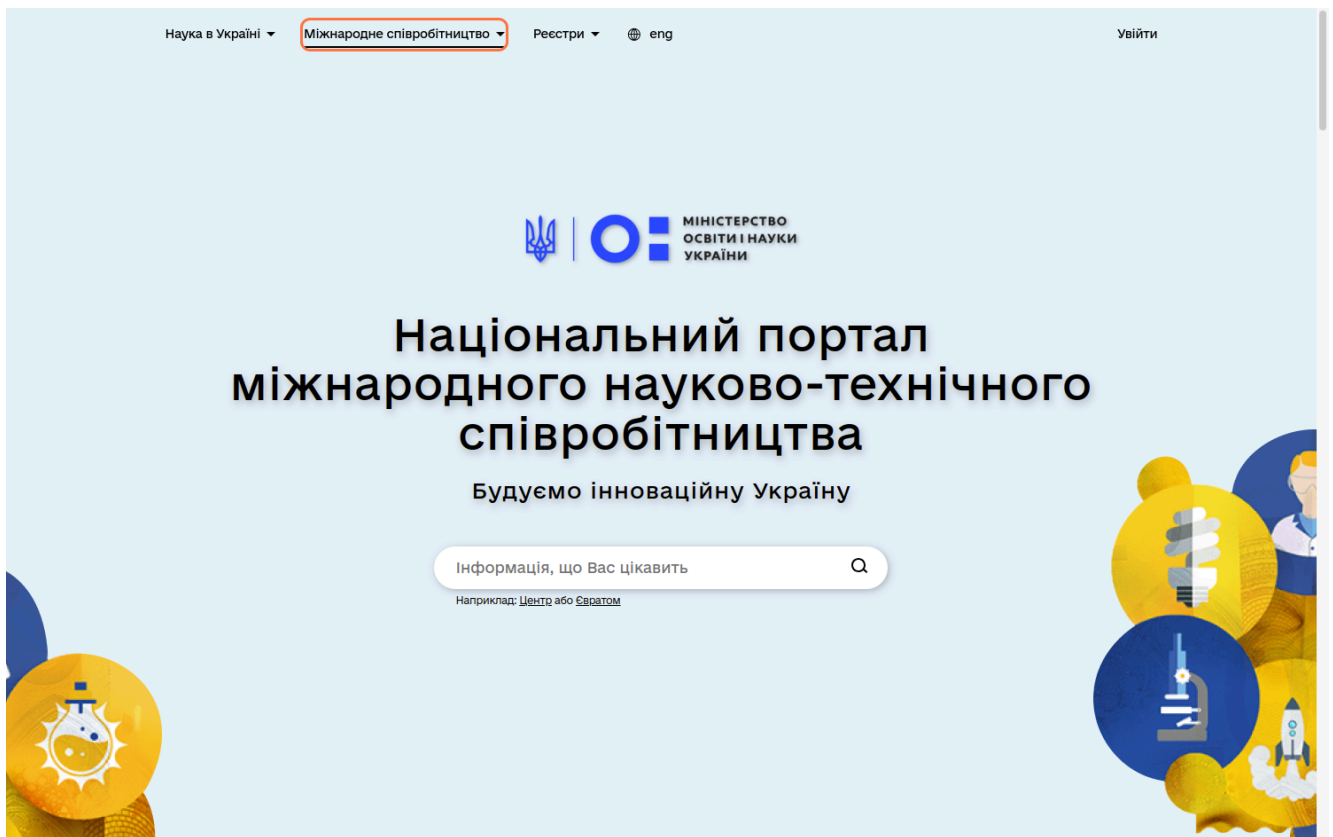 Наука в Україні
Міжнародне співробітництво
Реєстри
eng
Увійти
МІНІСТЕРСТВО
ОСВІТИ І НАУКИ
УКРАЇНИ
Національний портал
міжнародного науково-технічного
співробітництва
Будуємо інноваційну Україну
Інформація, що Вас цікавить
Наприклад: Центр або Євратом